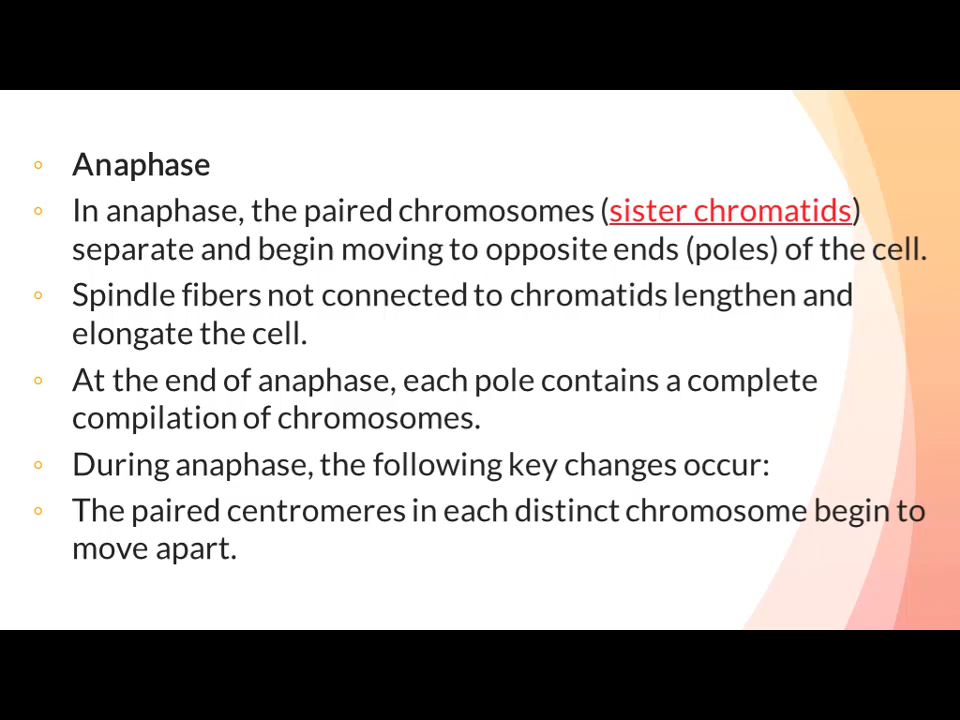 Anaphase
In anaphase, the paired chromosomes (sister chromatids)
separate and begin moving to opposite ends (poles) of the cell.
Spindle fibers not connected to chromatids lengthen and
elongate the cell.
At the end of anaphase, each pole contains a complete
compilation of chromosomes.
During anaphase, the following key changes occur:
The paired centromeres in each distinct chromosome begin to
move apart.